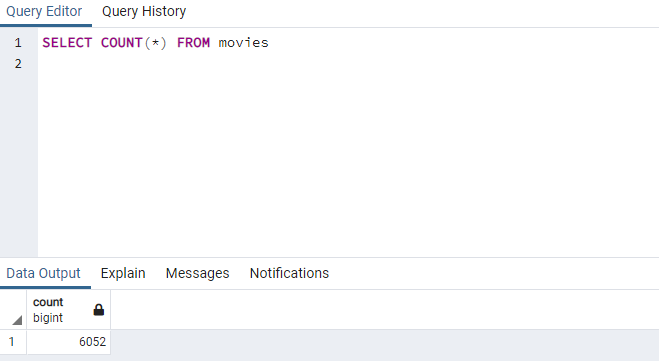 Query Editor Query History
1 SELECT COUNT(*) FROM movies
2
Data Output Explain Messages Notifications
count
bigint
1 6052